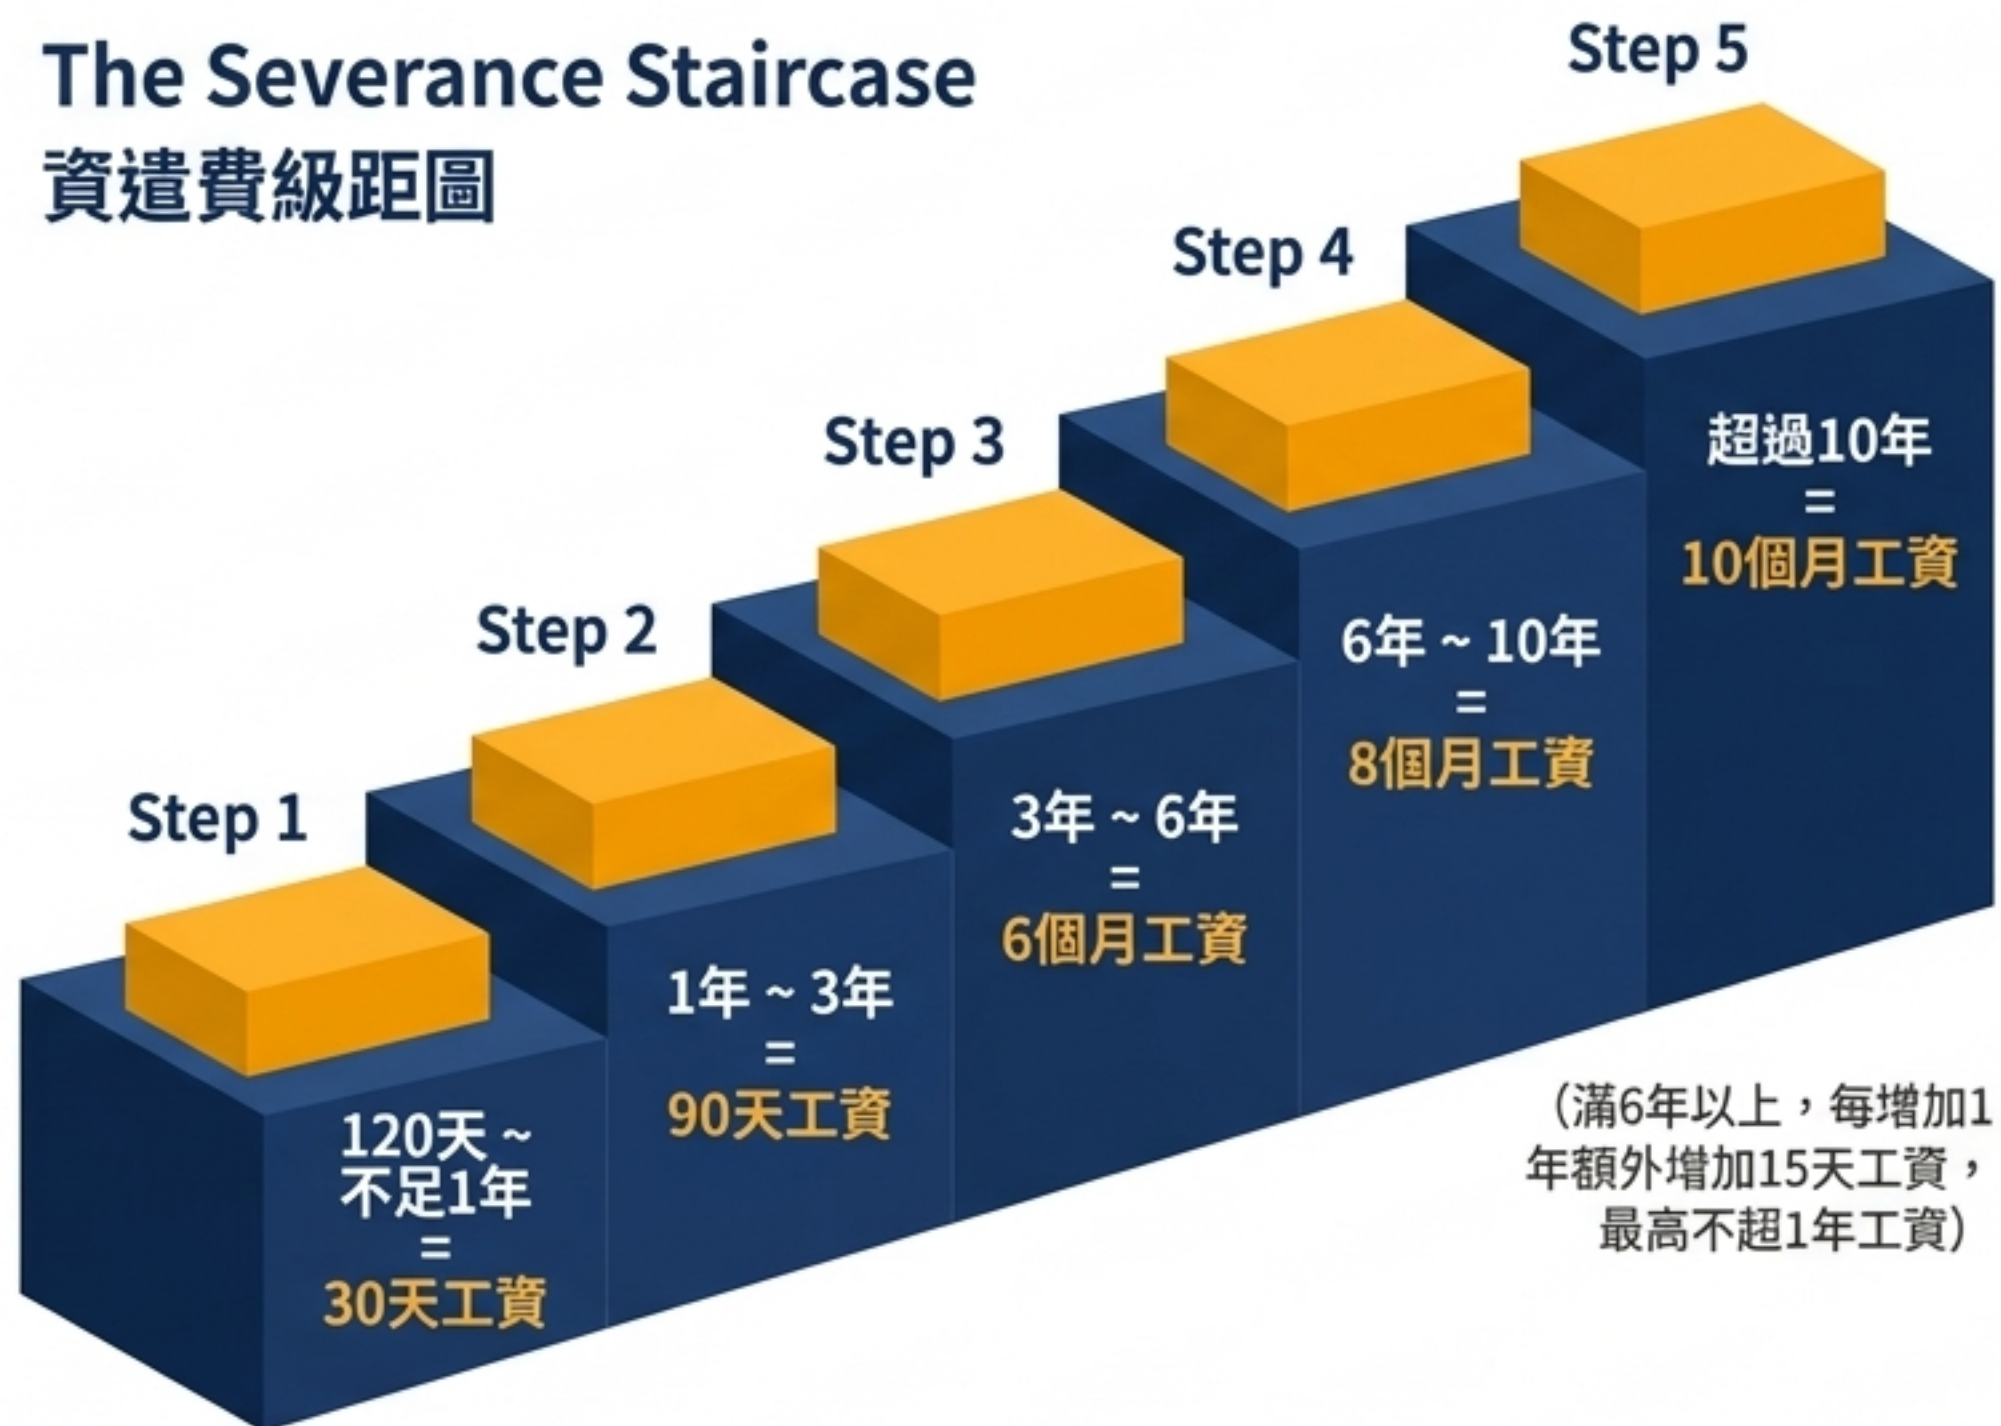 The Severance Staircase
資遣費級距圖
Step 1
120天 ~
不足1年
=
30天工資
Step 2
1年 ~ 3年
=
90天工資
Step 3
3年 ~ 6年
=
6個月工資
Step 4
6年 ~ 10年
=
8個月工資
Step 5
超過10年
=
10個月工資
（滿6年以上，每增加1
年額外增加15天工資，
最高不超1年工資）